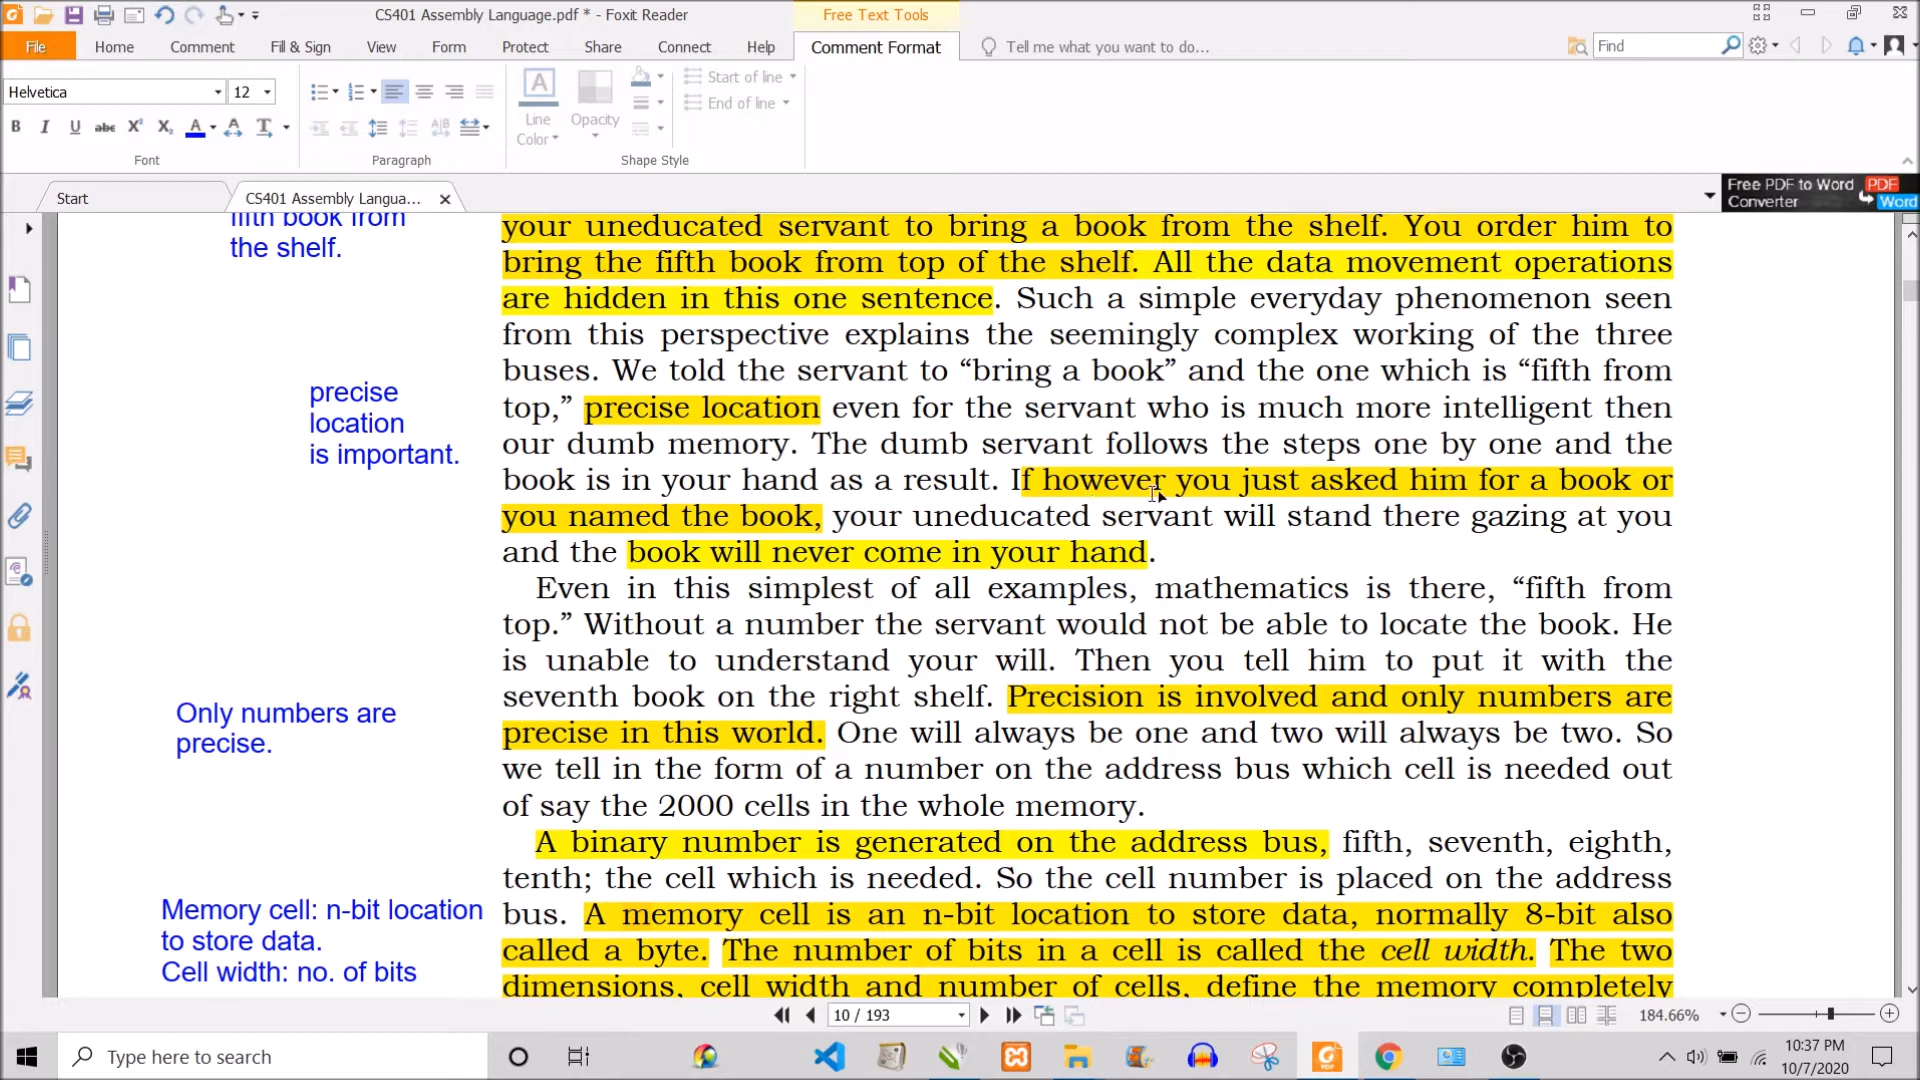 CS401 Assembly Language.pdf * - Foxit Reader
Free Text Tools
File Home Comment Fill & Sign View Form Protect Share Connect Help Comment Format Tell me what you want to do... Find
Helvetica 12 Start of line
End of line
B I U abc X² X₂ A A T Line Color Opacity
Font Paragraph Shape Style
Start CS401 Assembly Langua... Free PDF to Word Converter PDF Word
fifth book from
the shelf.
your uneducated servant to bring a book from the shelf. You order him to
bring the fifth book from top of the shelf. All the data movement operations
are hidden in this one sentence. Such a simple everyday phenomenon seen
from this perspective explains the seemingly complex working of the three
buses. We told the servant to “bring a book” and the one which is “fifth from
top,” precise location even for the servant who is much more intelligent then
our dumb memory. The dumb servant follows the steps one by one and the
book is in your hand as a result. If however you just asked him for a book or
you named the book, your uneducated servant will stand there gazing at you
and the book will never come in your hand.
precise
location
is important.
Even in this simplest of all examples, mathematics is there, “fifth from
top.” Without a number the servant would not be able to locate the book. He
is unable to understand your will. Then you tell him to put it with the
seventh book on the right shelf. Precision is involved and only numbers are
precise in this world. One will always be one and two will always be two. So
we tell in the form of a number on the address bus which cell is needed out
of say the 2000 cells in the whole memory.
Only numbers are
precise.
A binary number is generated on the address bus, fifth, seventh, eighth,
tenth; the cell which is needed. So the cell number is placed on the address
bus. A memory cell is an n-bit location to store data, normally 8-bit also
called a byte. The number of bits in a cell is called the cell width. The two
dimensions, cell width and number of cells, define the memory completely
Memory cell: n-bit location
to store data.
Cell width: no. of bits
10 / 193 184.66%
Type here to search 10:37 PM
10/7/2020